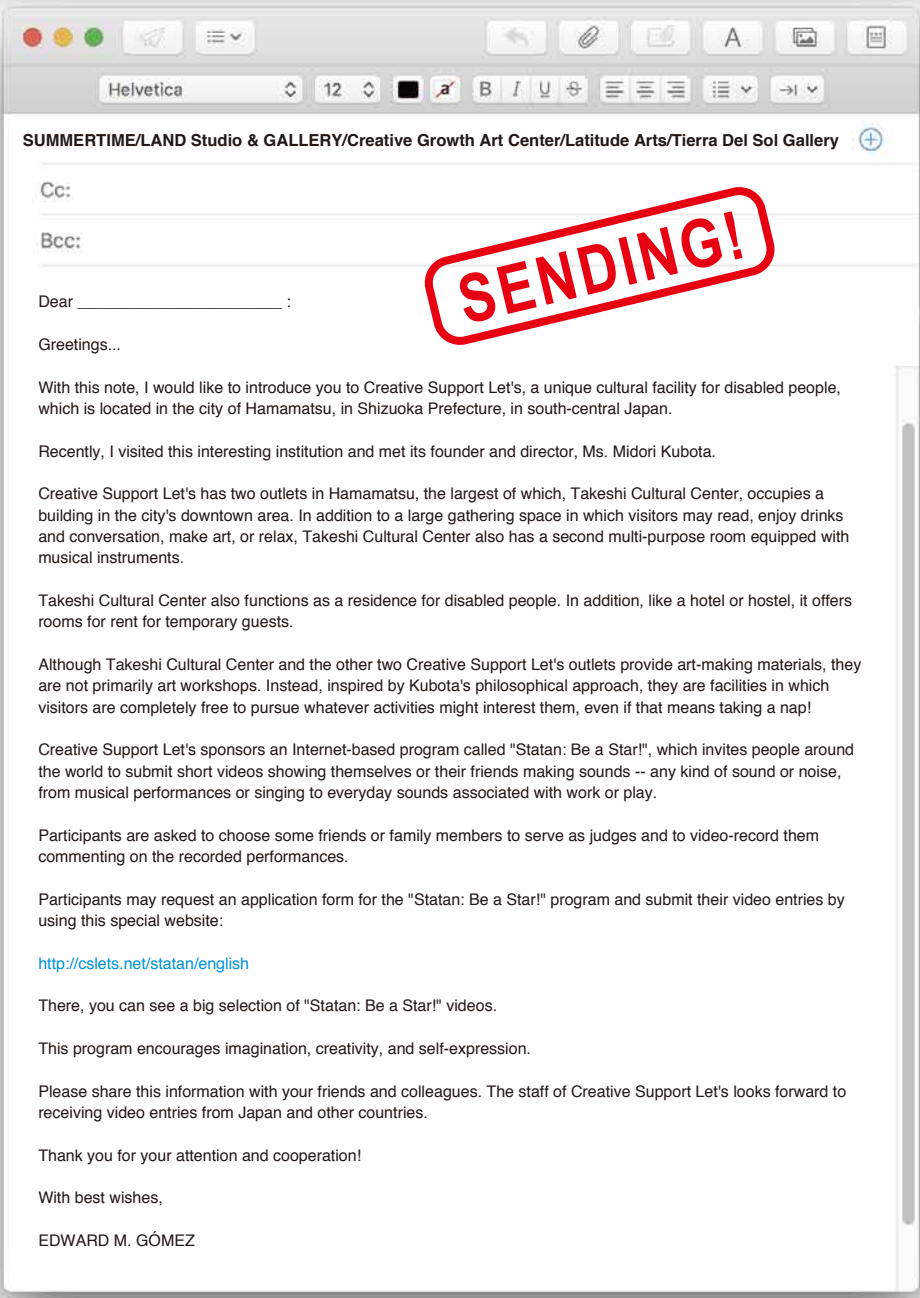 Helvetica 12 a B I U S A
SUMMERTIME/LAND Studio & GALLERY/Creative Growth Art Center/Latitude Arts/Tierra Del Sol Gallery
Cc:
Bcc:
SENDING!
Dear _______________________ :
Greetings...
With this note, I would like to introduce you to Creative Support Let's, a unique cultural facility for disabled people,
which is located in the city of Hamamatsu, in Shizuoka Prefecture, in south-central Japan.
Recently, I visited this interesting institution and met its founder and director, Ms. Midori Kubota.
Creative Support Let's has two outlets in Hamamatsu, the largest of which, Takeshi Cultural Center, occupies a
building in the city's downtown area. In addition to a large gathering space in which visitors may read, enjoy drinks
and conversation, make art, or relax, Takeshi Cultural Center also has a second multi-purpose room equipped with
musical instruments.
Takeshi Cultural Center also functions as a residence for disabled people. In addition, like a hotel or hostel, it offers
rooms for rent for temporary guests.
Although Takeshi Cultural Center and the other two Creative Support Let's outlets provide art-making materials, they
are not primarily art workshops. Instead, inspired by Kubota's philosophical approach, they are facilities in which
visitors are completely free to pursue whatever activities might interest them, even if that means taking a nap!
Creative Support Let's sponsors an Internet-based program called "Statan: Be a Star!", which invites people around
the world to submit short videos showing themselves or their friends making sounds -- any kind of sound or noise,
from musical performances or singing to everyday sounds associated with work or play.
Participants are asked to choose some friends or family members to serve as judges and to video-record them
commenting on the recorded performances.
Participants may request an application form for the "Statan: Be a Star!" program and submit their video entries by
using this special website:
http://cslets.net/statan/english
There, you can see a big selection of "Statan: Be a Star!" videos.
This program encourages imagination, creativity, and self-expression.
Please share this information with your friends and colleagues. The staff of Creative Support Let's looks forward to
receiving video entries from Japan and other countries.
Thank you for your attention and cooperation!
With best wishes,
EDWARD M. GÓMEZ